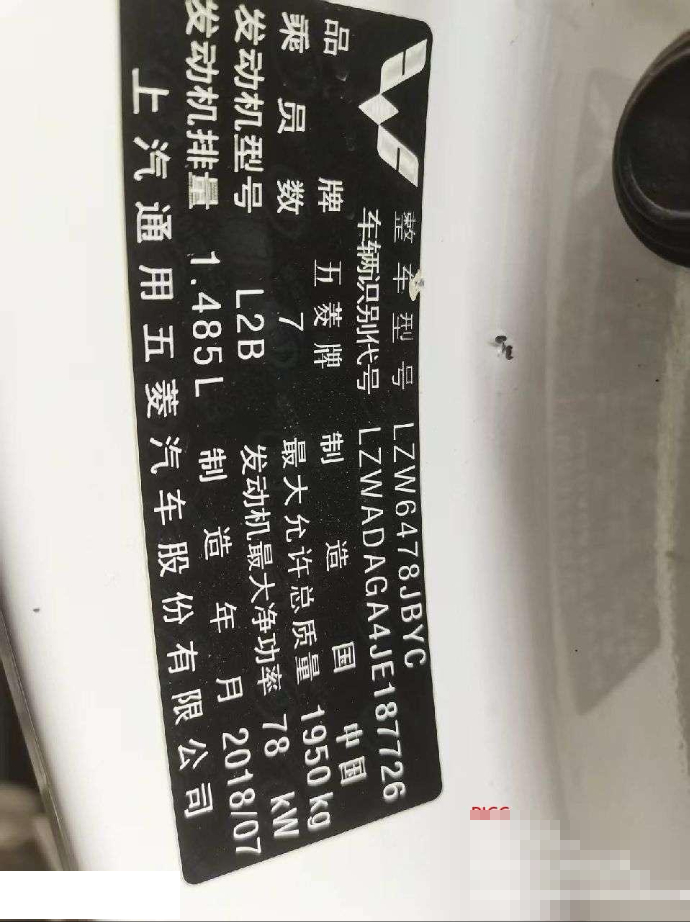 整车型号 LZW6478JBYC
车辆识别代号 LZWADAGA4JE187726
品牌 五菱牌 制造国 中国
乘员数 7 最大允许总质量 1950kg
发动机型号 L2B 发动机最大净功率 78 kW
发动机排量 1.485L 制造年月 2018/07
上汽通用五菱汽车股份有限公司